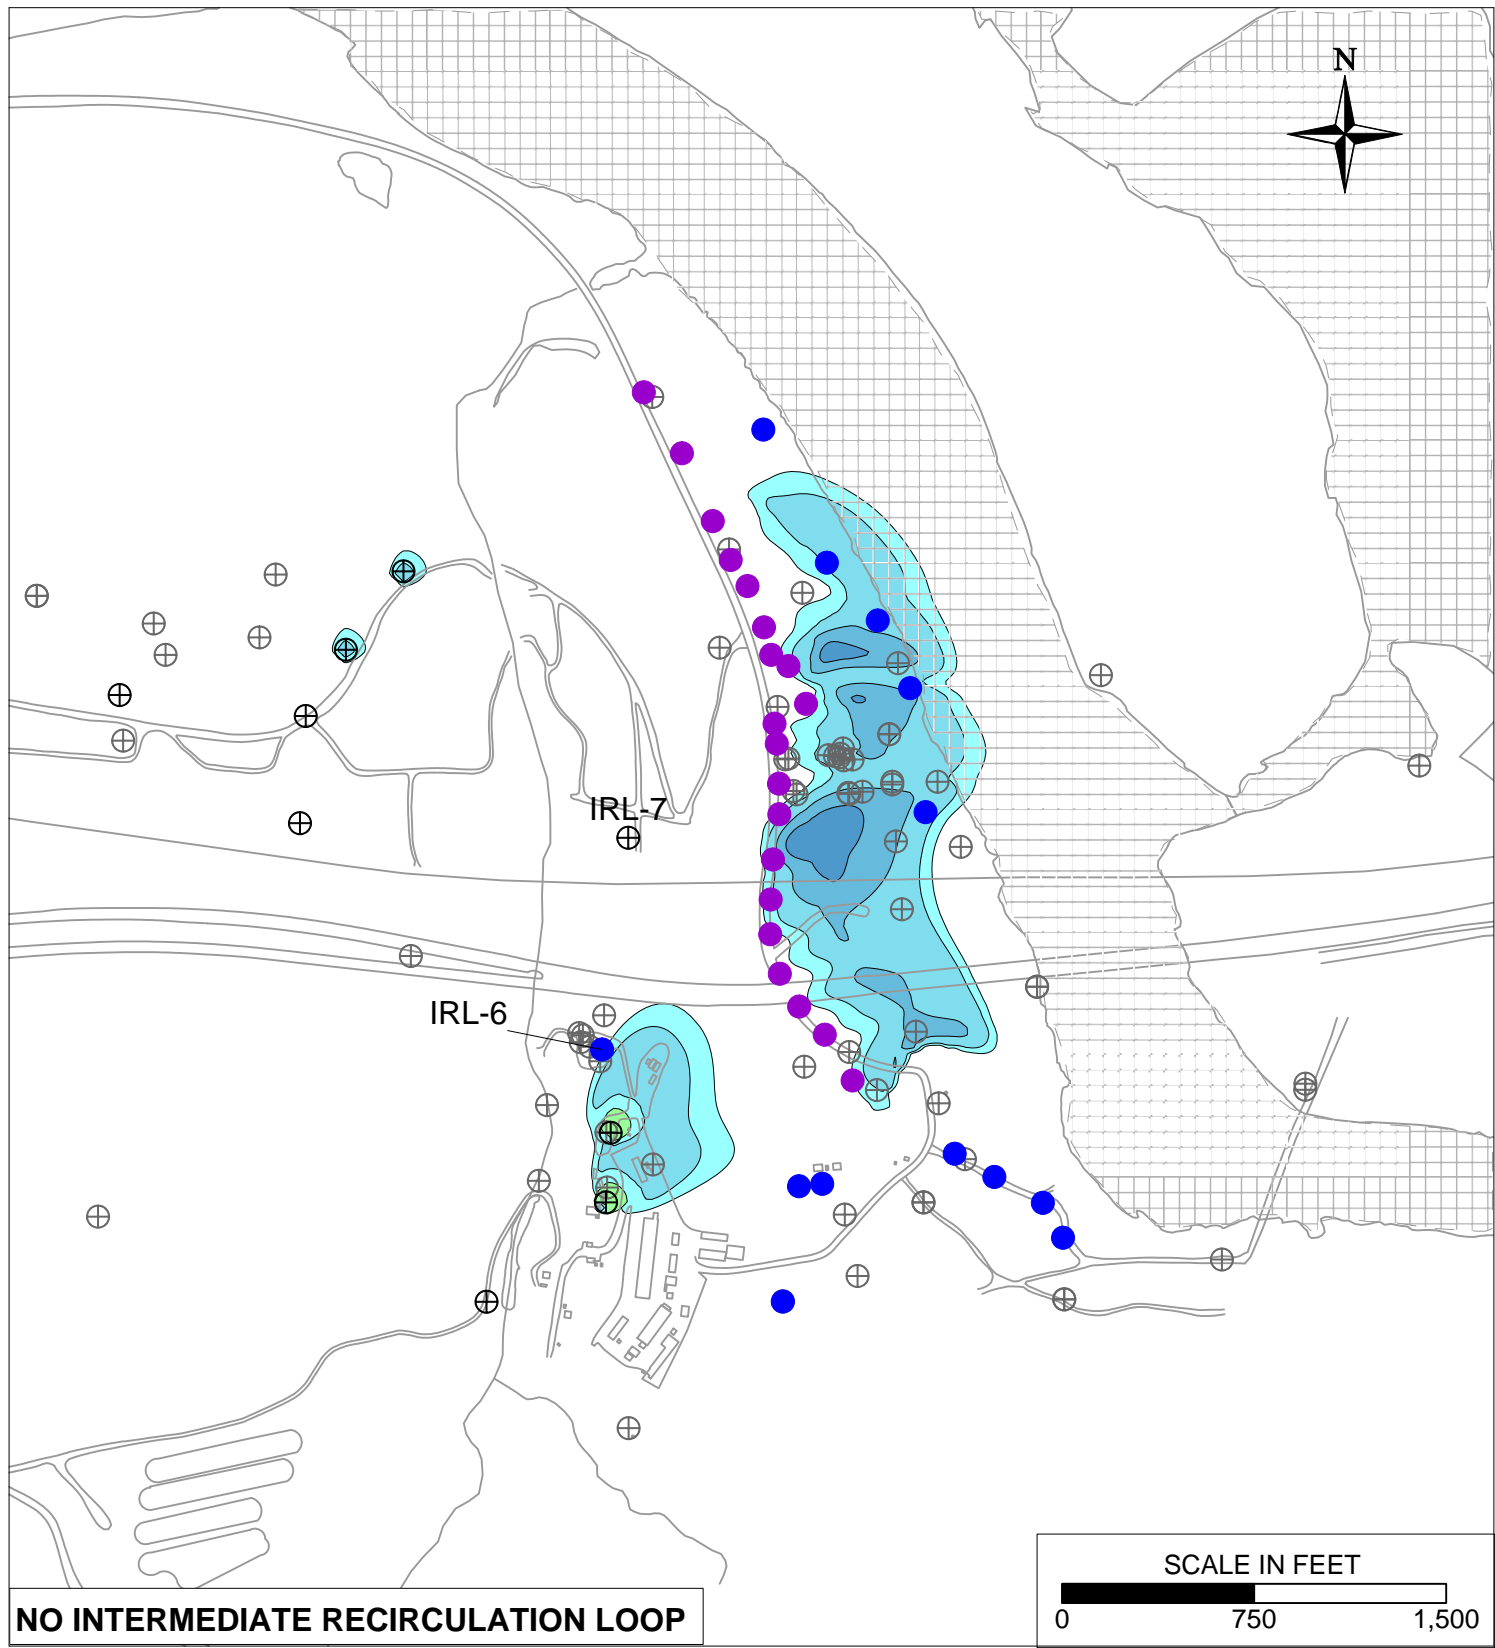 N
IRL-7
IRL-6
SCALE IN FEET
0 750 1,500
NO INTERMEDIATE RECIRCULATION LOOP